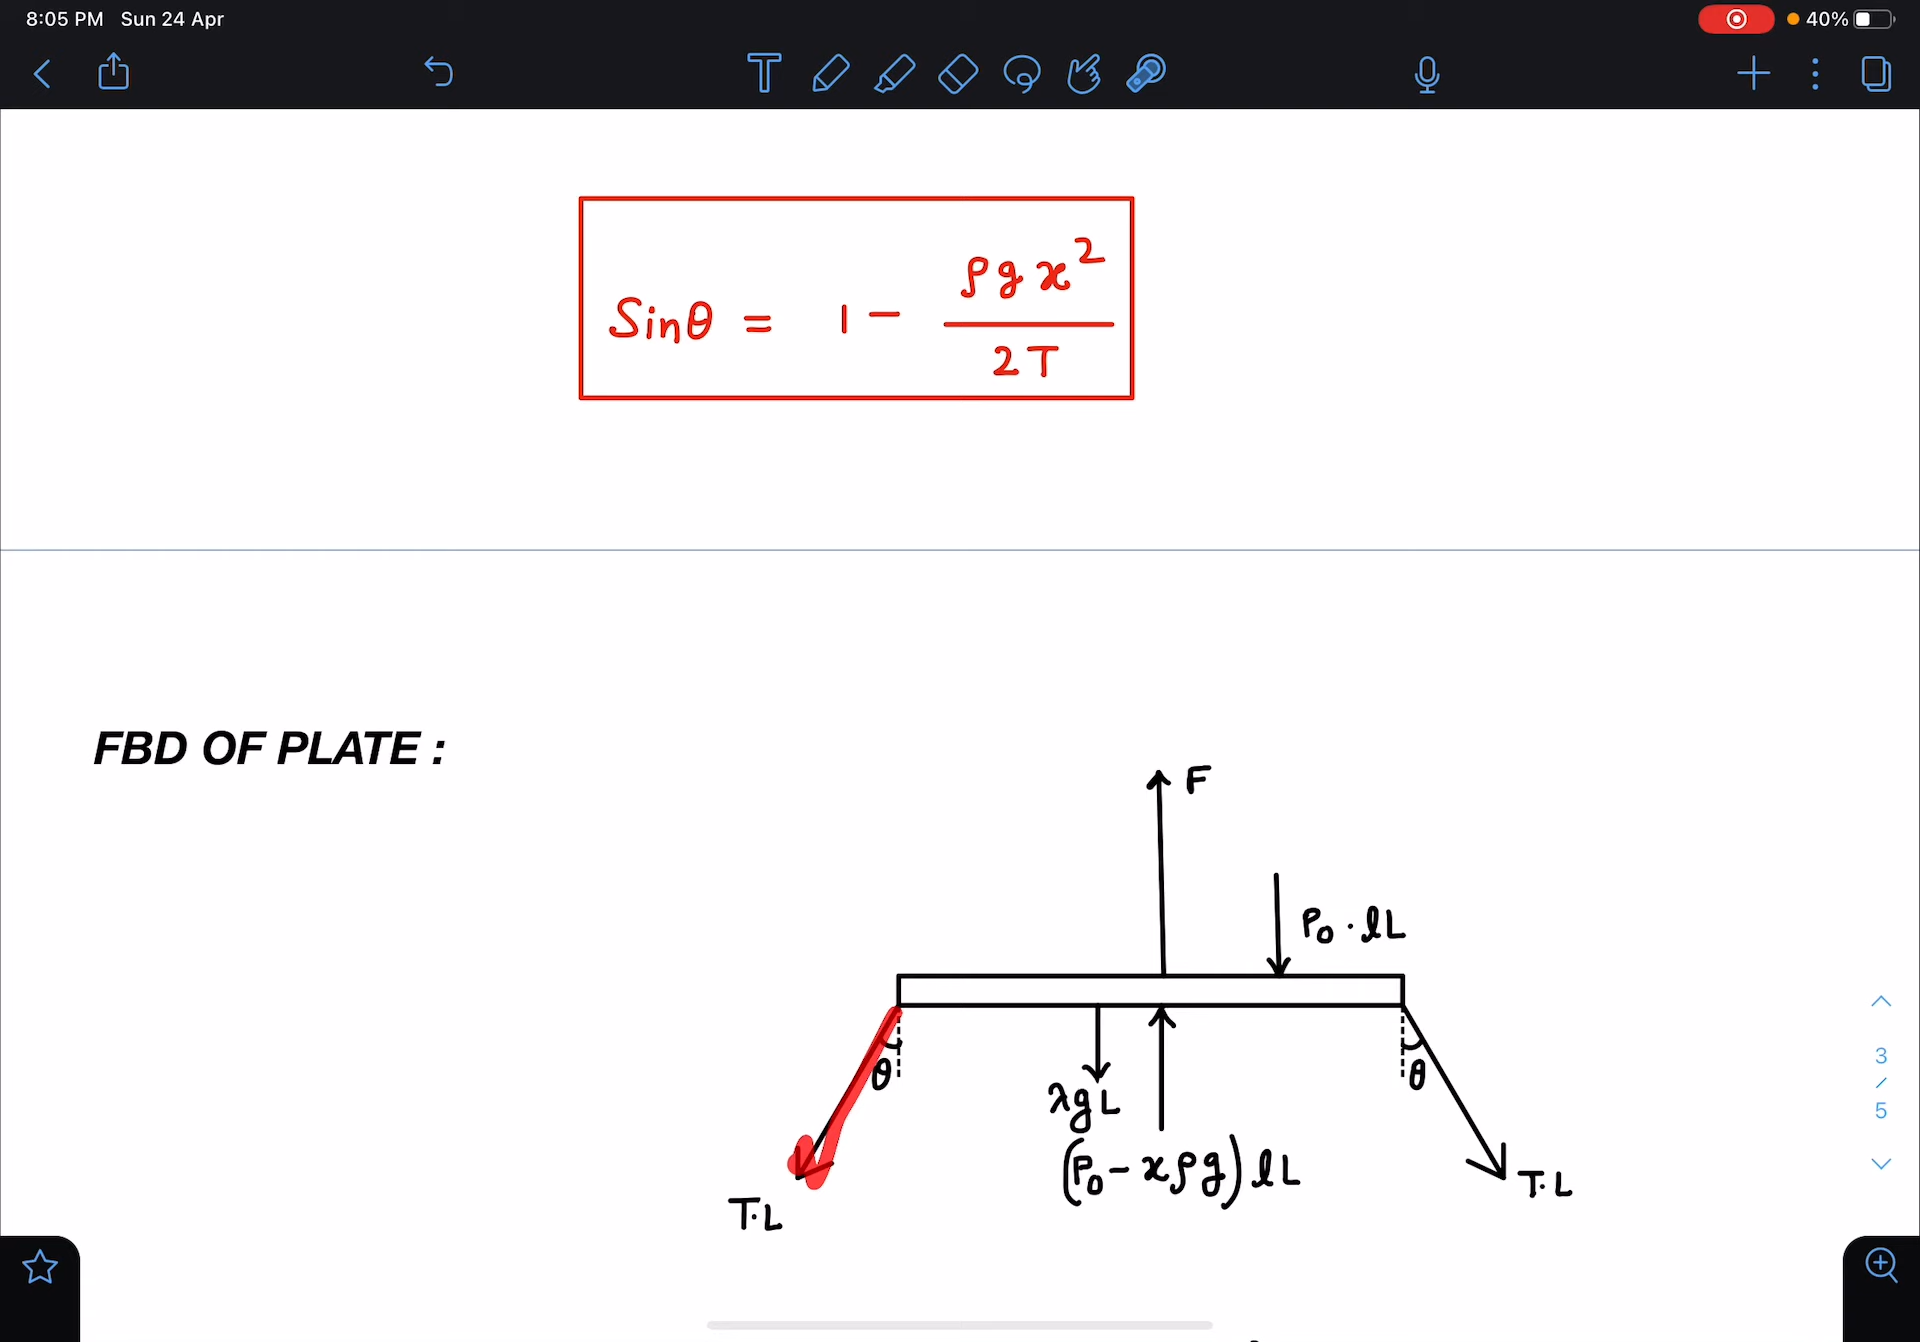 8:05 PM Sun 24 Apr
40%
T
Sinθ = 1 - ρgx² / 2T
FBD OF PLATE :
F
P₀ · lL
θ
θ
λgL
(P₀ - xρg) lL
T·L
T·L
3
/
5